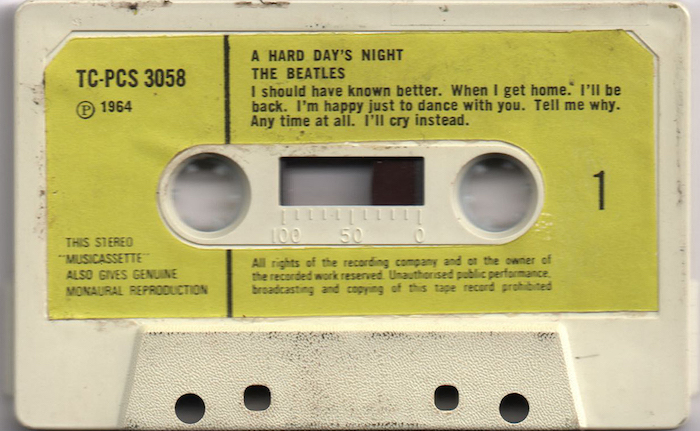 TC-PCS 3058
Ⓟ 1964
A HARD DAY'S NIGHT
THE BEATLES
I should have known better. When I get home. I'll be
back. I'm happy just to dance with you. Tell me why.
Any time at all. I'll cry instead.
1
100 50 0
THIS STEREO
"MUSICASSETTE"
ALSO GIVES GENUINE
MONAURAL REPRODUCTION
All rights of the recording company and of the owner of
the recorded work reserved. Unauthorised public performance,
broadcasting and copying of this tape record prohibited